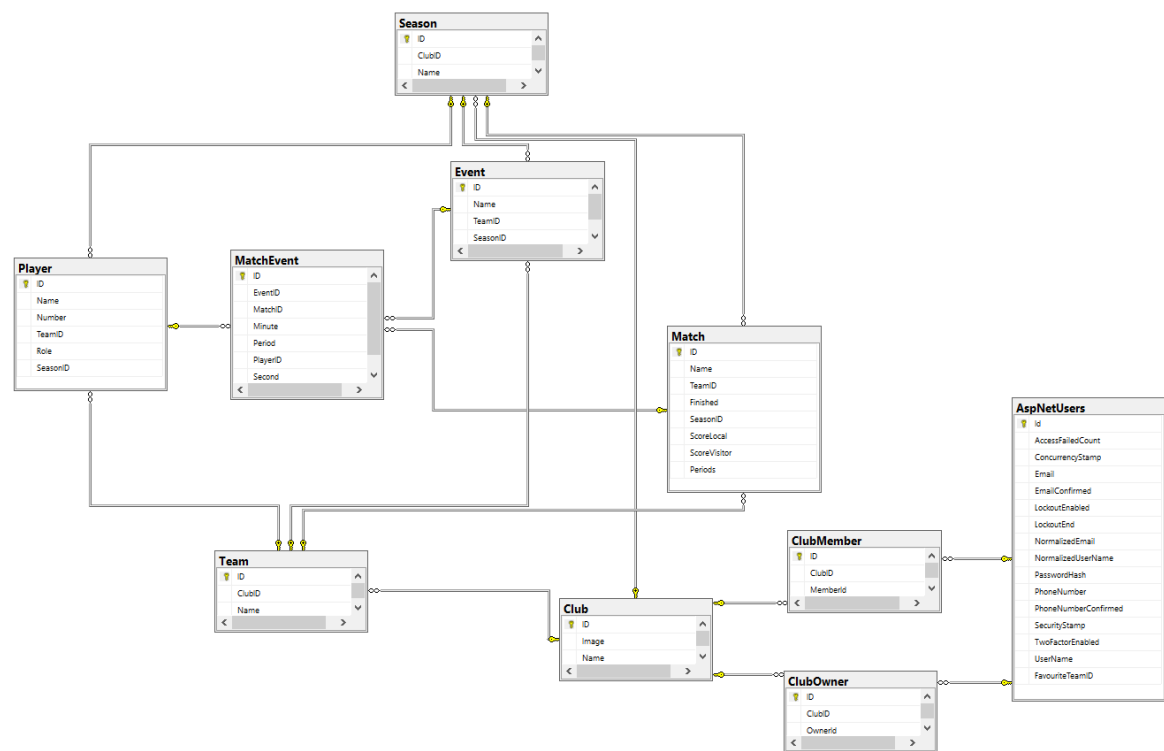 Season
ID
ClubID
Name
Event
ID
Name
TeamID
SeasonID
Player
ID
Name
Number
TeamID
Role
SeasonID
MatchEvent
ID
EventID
MatchID
Minute
Period
PlayerID
Second
Match
ID
Name
TeamID
Finished
SeasonID
ScoreLocal
ScoreVisitor
Periods
AspNetUsers
Id
AccessFailedCount
ConcurrencyStamp
Email
EmailConfirmed
LockoutEnabled
LockoutEnd
NormalizedEmail
NormalizedUserName
PasswordHash
PhoneNumber
PhoneNumberConfirmed
SecurityStamp
TwoFactorEnabled
UserName
FavouriteTeamID
Team
ID
ClubID
Name
Club
ID
Image
Name
ClubMember
ID
ClubID
MemberId
ClubOwner
ID
ClubID
OwnerId